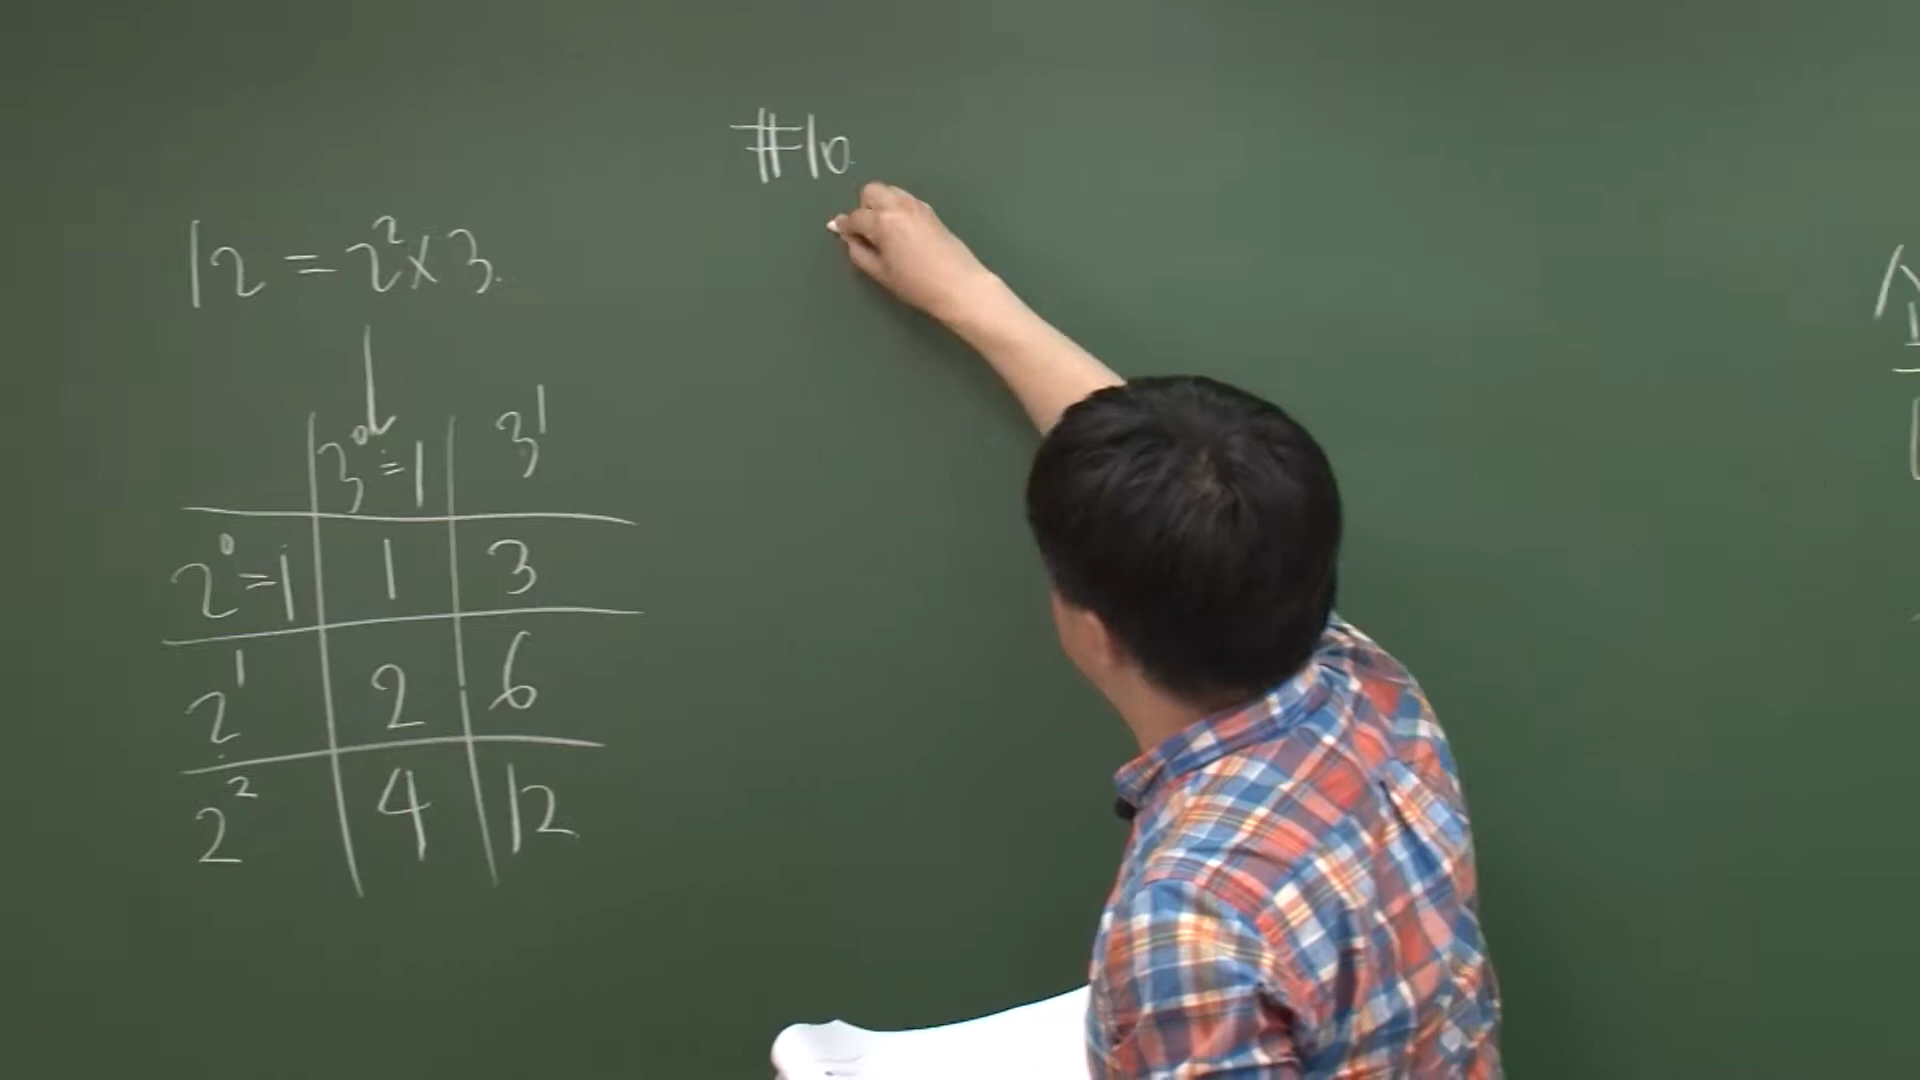 #10.
12 = 2² × 3.
3⁰=1 3¹
2⁰=1 1 3
2¹ 2 6
2² 4 12